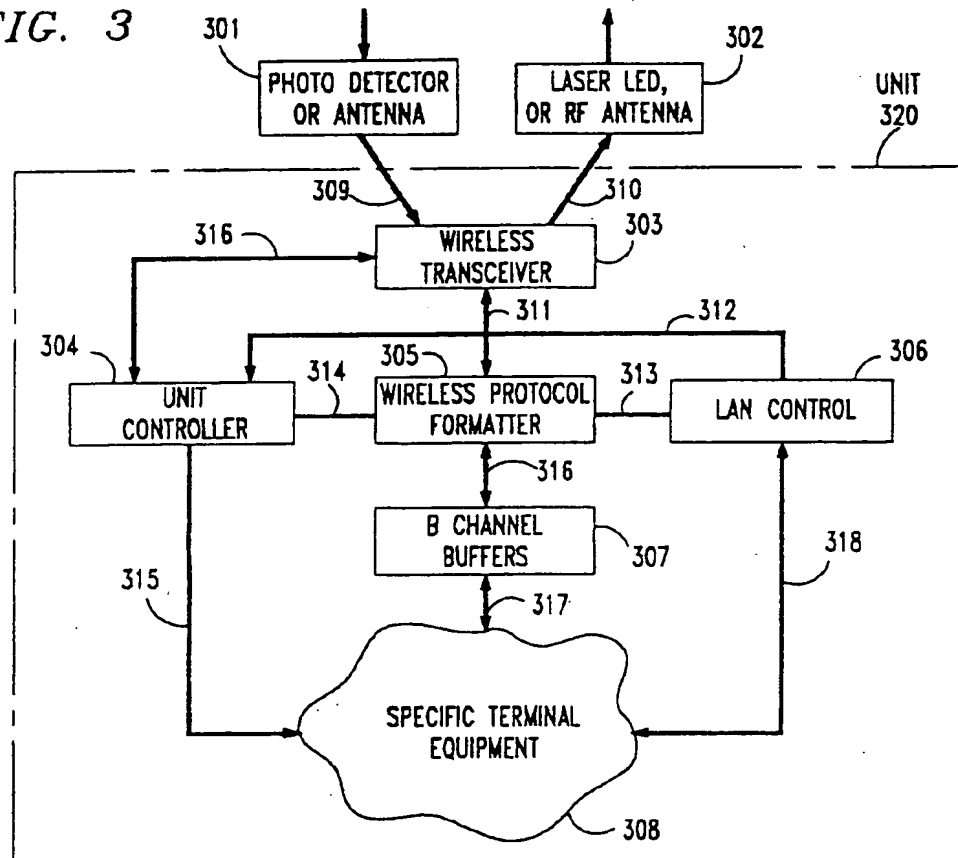 FIG. 3
301
302
PHOTO DETECTOR
OR ANTENNA
LASER LED,
OR RF ANTENNA
UNIT
320
309
310
316
WIRELESS
TRANSCEIVER
303
311
312
304
305
306
314
313
UNIT
CONTROLLER
WIRELESS PROTOCOL
FORMATTER
LAN CONTROL
316
B CHANNEL
BUFFERS
307
315
318
317
SPECIFIC TERMINAL
EQUIPMENT
308